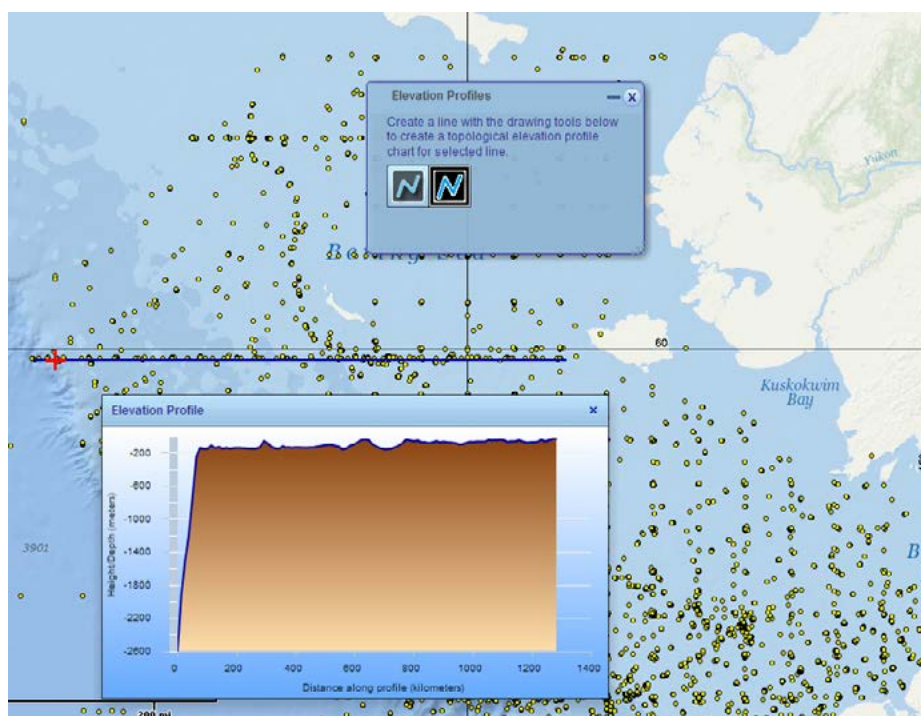 Elevation Profiles
Create a line with the drawing tools below
to create a topological elevation profile
chart for selected line.
Yukon
60
Kuskokwim
Bay
Elevation Profile
Height/Depth (meters)
-200
-600
-1000
-1400
-1800
-2200
-2600
0 200 400 600 800 1000 1200 1400
Distance along profile (kilometers)
3901
B
200 mi